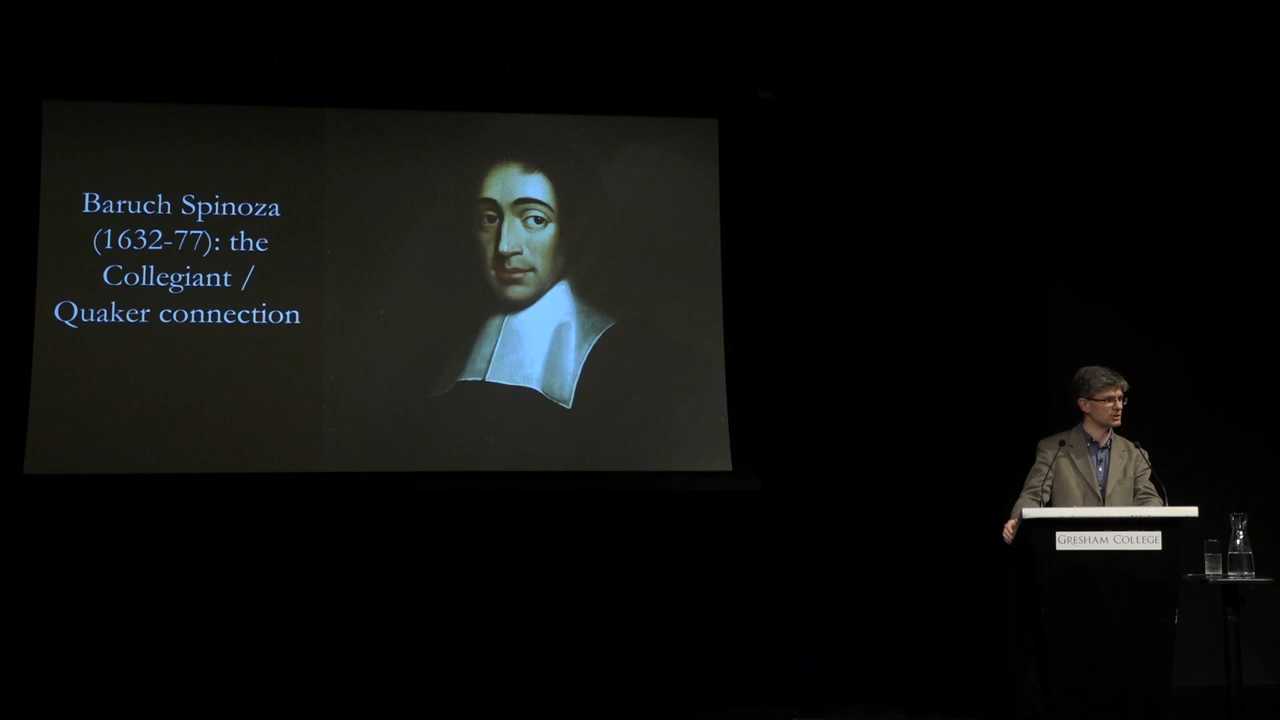 Baruch Spinoza
(1632-77): the
Collegiant /
Quaker connection
GRESHAM COLLEGE